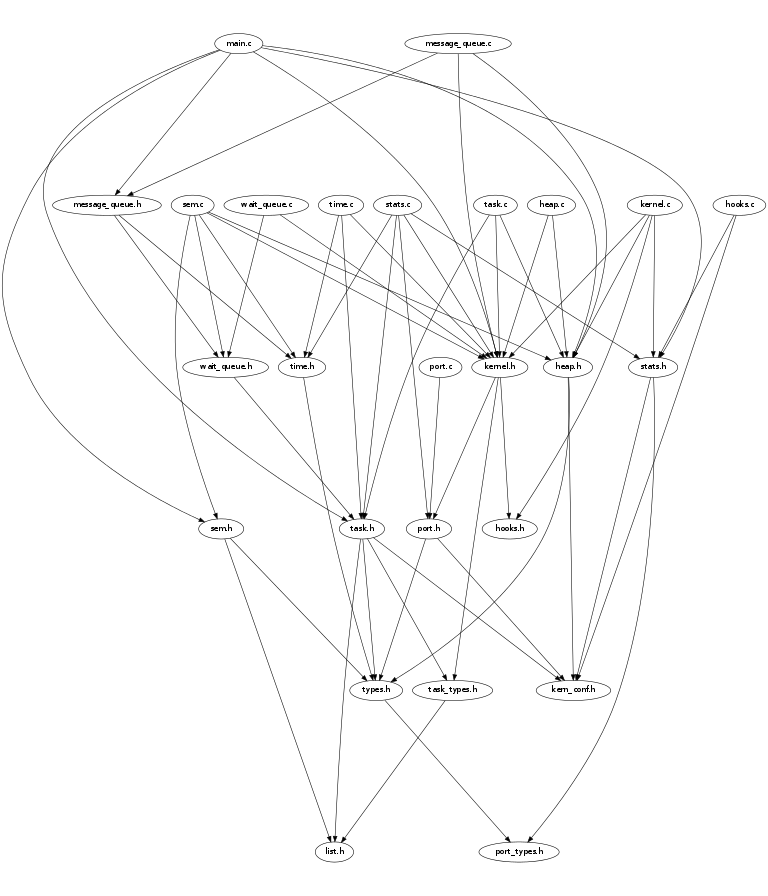 main.c
message_queue.c
message_queue.h
sem.c
wait_queue.c
time.c
stats.c
task.c
heap.c
kernel.c
hooks.c
wait_queue.h
time.h
port.c
kernel.h
heap.h
stats.h
sem.h
task.h
port.h
hooks.h
types.h
task_types.h
kern_conf.h
list.h
port_types.h